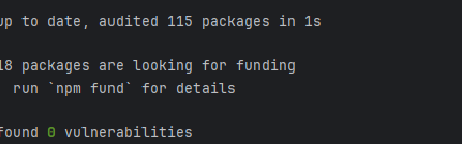 up to date, audited 115 packages in 1s
18 packages are looking for funding
run `npm fund` for details
found 0 vulnerabilities